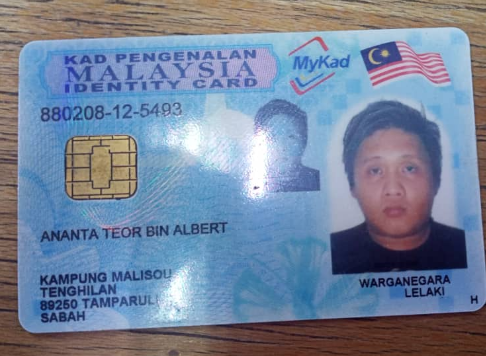 KAD PENGENALAN
MALAYSIA
IDENTITY CARD
MyKad
880208-12-5493
ANANTA TEOR BIN ALBERT
KAMPUNG MALISOU
TENGHILAN
89250 TAMPARULI
SABAH
WARGANEGARA
LELAKI
H